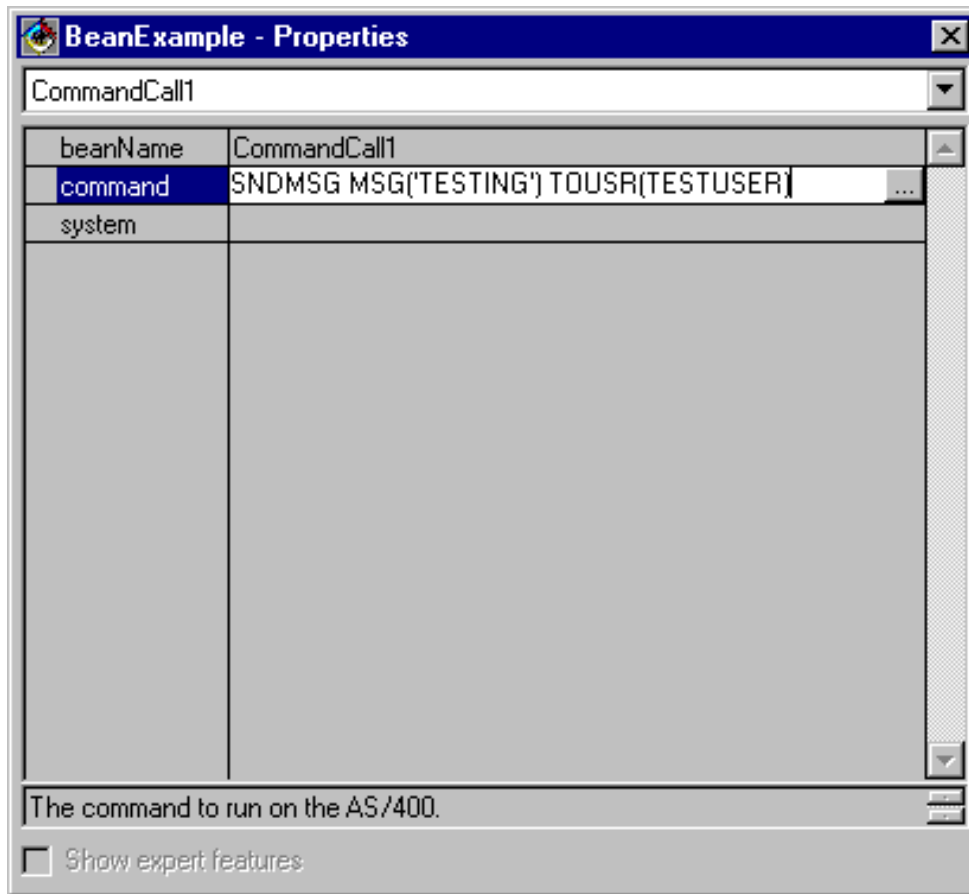 BeanExample - Properties
CommandCall1
beanName CommandCall1
command SNDMSG MSG('TESTING') TOUSR(TESTUSER) ...
system
The command to run on the AS/400.
Show expert features